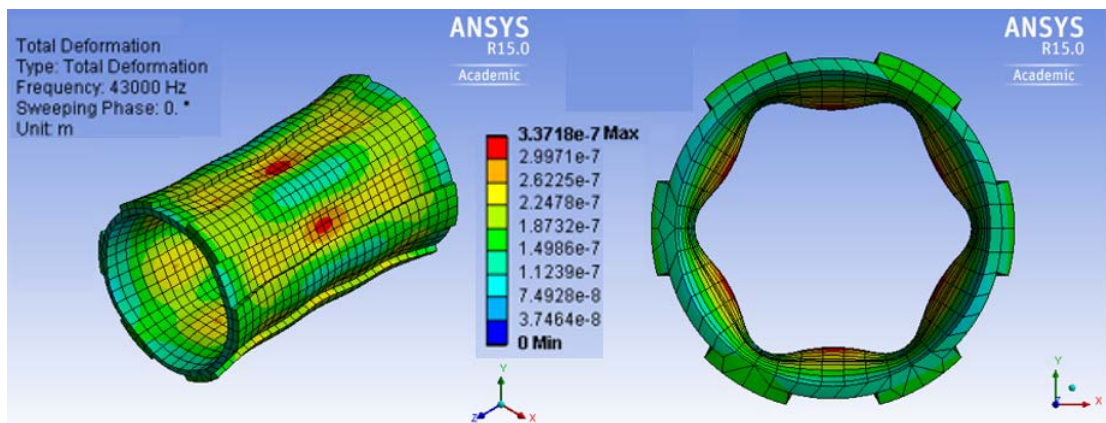 Total Deformation
Type: Total Deformation
Frequency: 43000 Hz
Sweeping Phase: 0. °
Unit: m
ANSYS
R15.0
Academic
3.3718e-7 Max
2.9971e-7
2.6225e-7
2.2478e-7
1.8732e-7
1.4986e-7
1.1239e-7
7.4928e-8
3.7464e-8
0 Min
Y
Z
X
ANSYS
R15.0
Academic
Y
Z
X